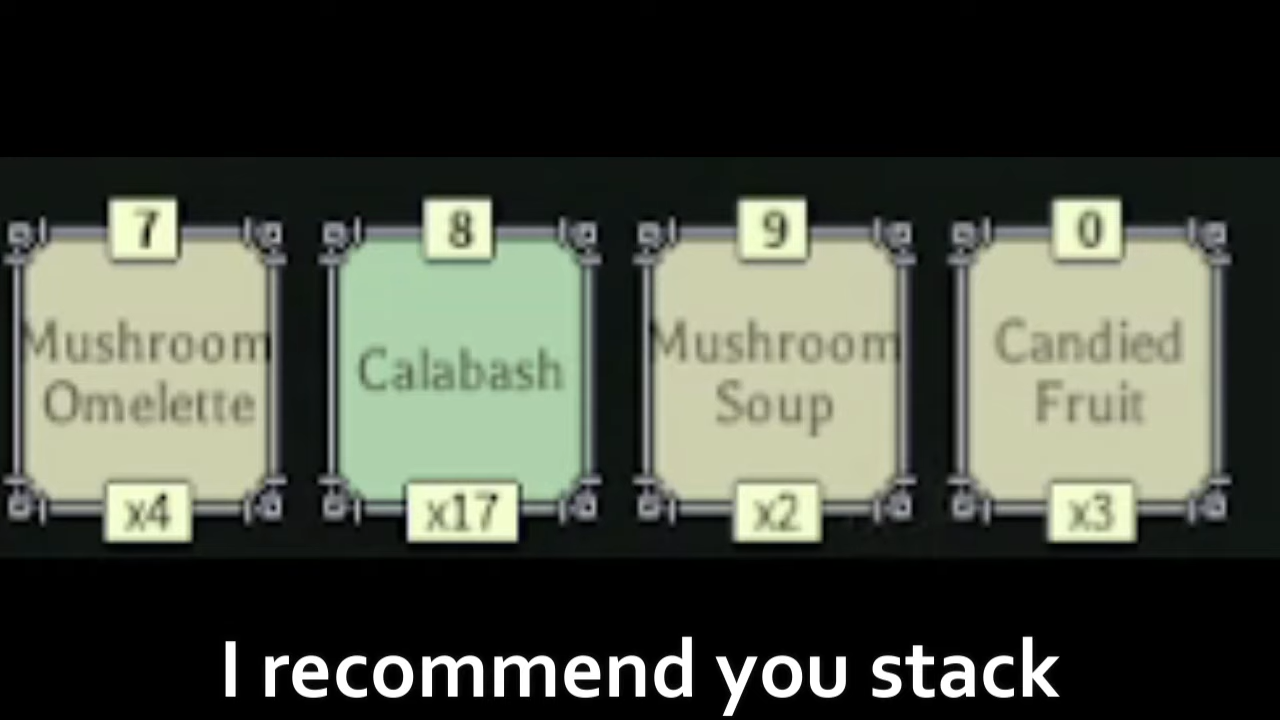 7
Mushroom
Omelette
x4
8
Calabash
x17
9
Mushroom
Soup
x2
0
Candied
Fruit
x3
I recommend you stack